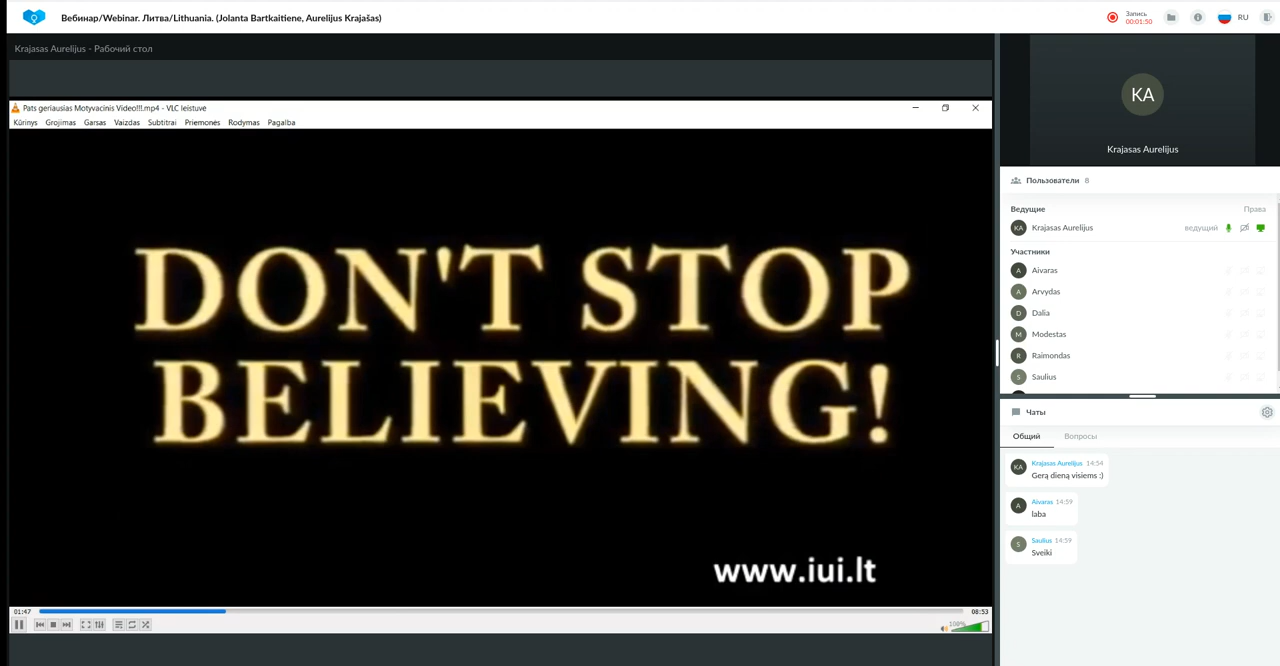 Вебинар/Webinar. Литва/Lithuania. (Jolanta Bartkaitiene, Aurelijus Krajašas)
Запись
00:01:50
RU
Krajasas Aurelijus - Рабочий стол
Pats geriausias Motyvacinis Video!!!.mp4 - VLC leistuvė
Kūrinys Grojimas Garsas Vaizdas Subtitrai Priemonės Rodymas Pagalba
DON'T STOP
BELIEVING!
www.iui.lt
01:47
08:53
100%
KA
Krajasas Aurelijus
Пользователи 8
Ведущие Права
KA Krajasas Aurelijus ведущий
Участники
A Aivaras
A Arvydas
D Dalia
M Modestas
R Raimondas
S Saulius
Чаты
Общий Вопросы
KA Krajasas Aurelijus 14:54
Gerą dieną visiems :)
A Aivaras 14:59
laba
S Saulius 14:59
Sveiki